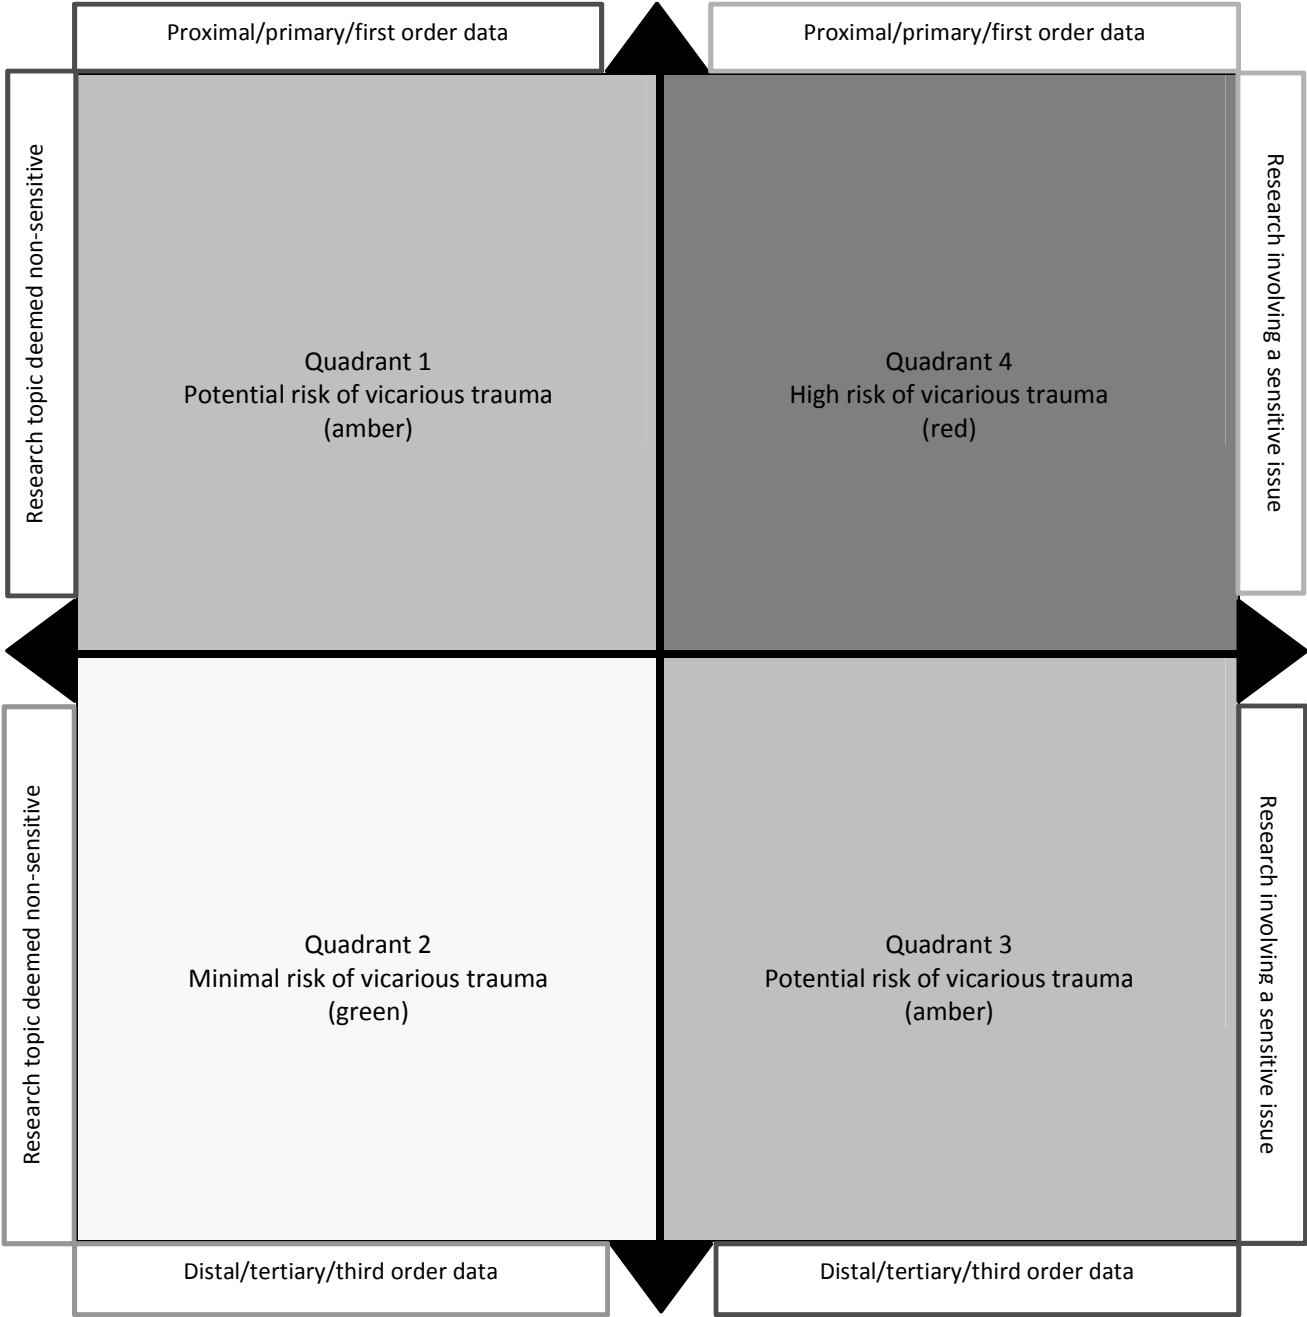 Proximal/primary/first order data
Proximal/primary/first order data
Research topic deemed non-sensitive
Research involving a sensitive issue
Quadrant 1
Potential risk of vicarious trauma
(amber)
Quadrant 4
High risk of vicarious trauma
(red)
Research topic deemed non-sensitive
Research involving a sensitive issue
Quadrant 2
Minimal risk of vicarious trauma
(green)
Quadrant 3
Potential risk of vicarious trauma
(amber)
Distal/tertiary/third order data
Distal/tertiary/third order data